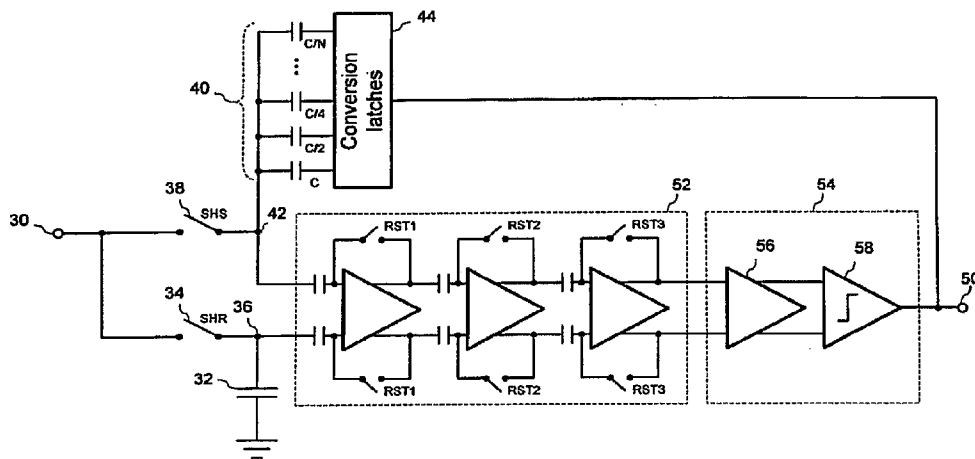 44
C/N
...
40
C/4
C/2
C
Conversion
latches
38
SHS
42
30
52
54
RST1
RST2
RST3
56
58
50
34
SHR
36
32
RST1
RST2
RST3